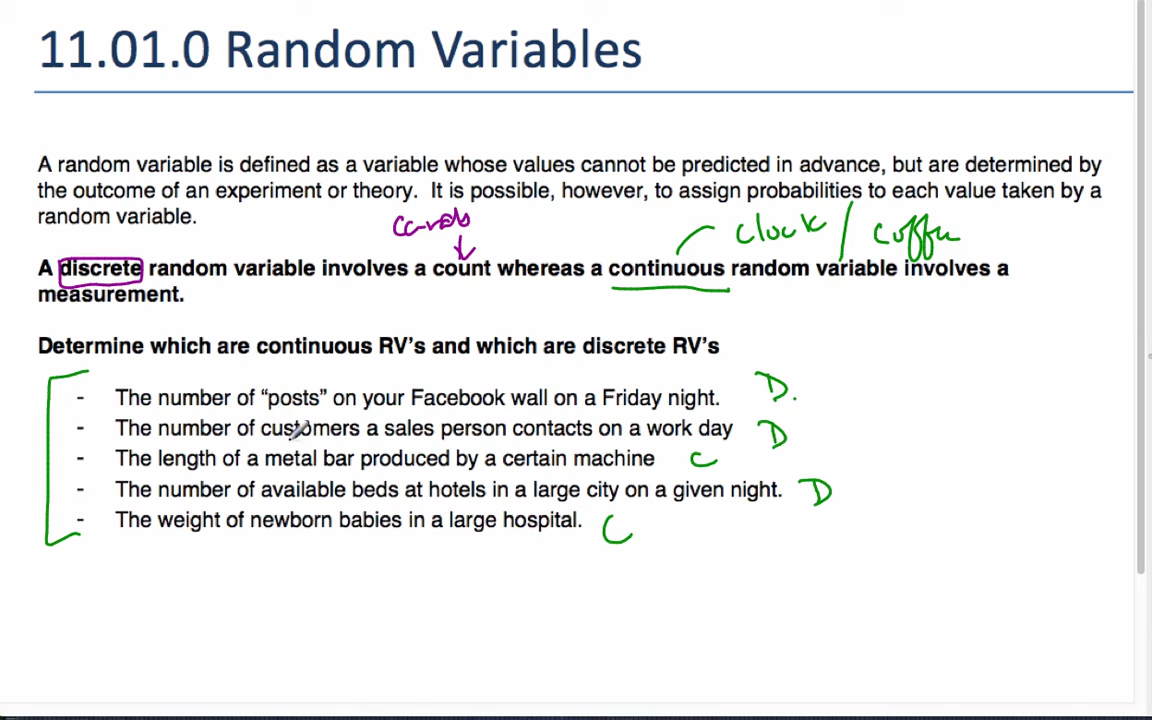 11.01.0 Random Variables
A random variable is defined as a variable whose values cannot be predicted in advance, but are determined by
the outcome of an experiment or theory. It is possible, however, to assign probabilities to each value taken by a
random variable.
cards
clock / coffee
A discrete random variable involves a count whereas a continuous random variable involves a
measurement.
Determine which are continuous RV's and which are discrete RV's
- The number of “posts” on your Facebook wall on a Friday night. D.
- The number of customers a sales person contacts on a work day D
- The length of a metal bar produced by a certain machine C
- The number of available beds at hotels in a large city on a given night. D
- The weight of newborn babies in a large hospital. C